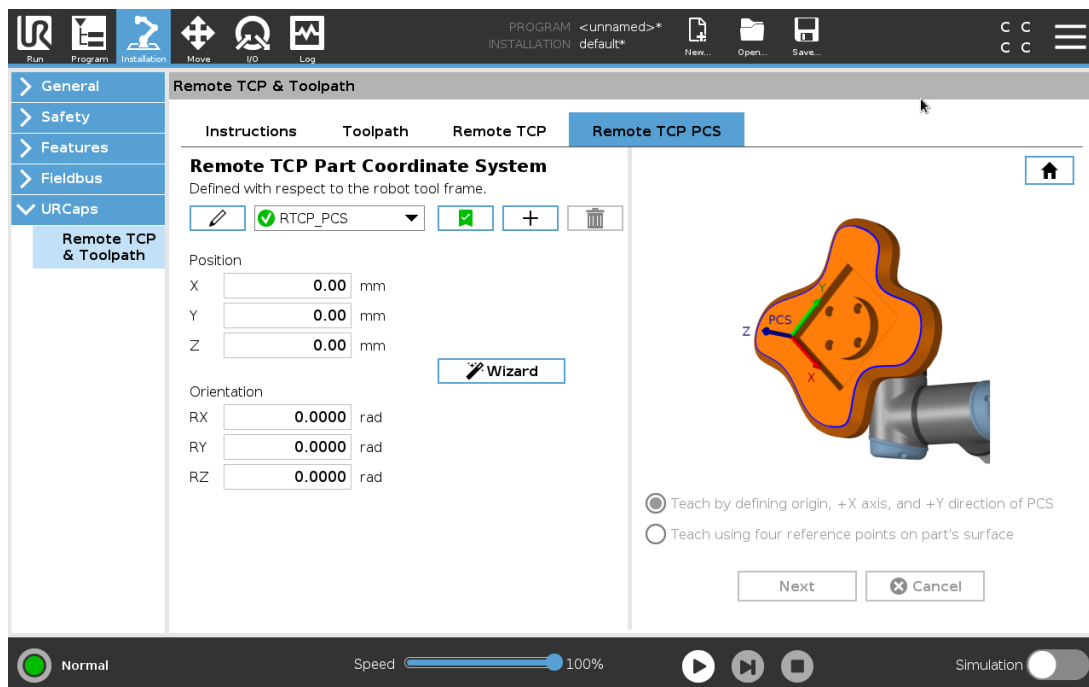 PROGRAM <unnamed>*
INSTALLATION default*
UR
Run
Program
Installation
Move
I/O
Log
New...
Open...
Save...
C C
C C
General
Safety
Features
Fieldbus
URCaps
Remote TCP
& Toolpath
Remote TCP & Toolpath
Instructions
Toolpath
Remote TCP
Remote TCP PCS
Remote TCP Part Coordinate System
Defined with respect to the robot tool frame.
RTCP_PCS
Position
X 0.00 mm
Y 0.00 mm
Z 0.00 mm
Wizard
Orientation
RX 0.0000 rad
RY 0.0000 rad
RZ 0.0000 rad
Y
PCS
Z
X
Teach by defining origin, +X axis, and +Y direction of PCS
Teach using four reference points on part's surface
Next
Cancel
Normal
Speed 100%
Simulation